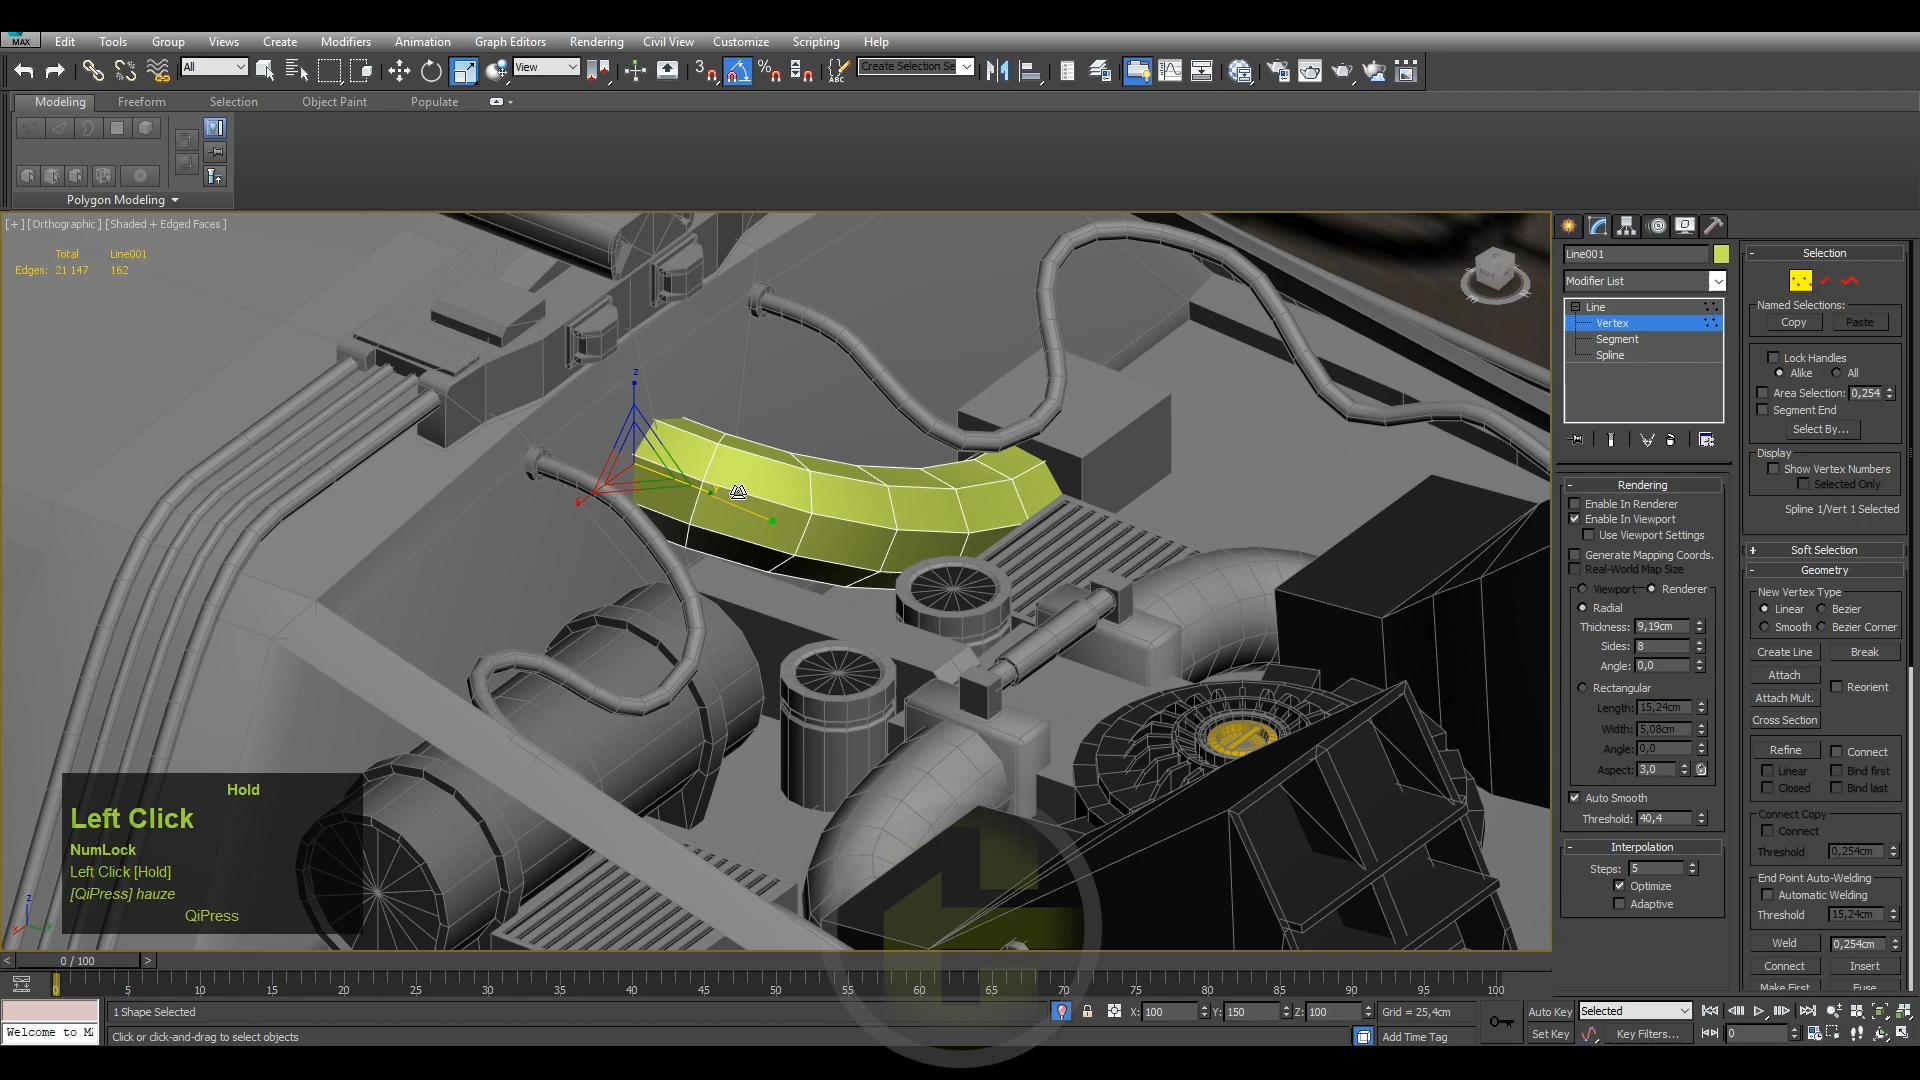 MAX Edit Tools Group Views Create Modifiers Animation Graph Editors Rendering Civil View Customize Scripting Help
All View 3 Create Selection Se
Modeling Freeform Selection Object Paint Populate
Polygon Modeling
[+] [Orthographic] [Shaded + Edged Faces]
Total Line001
Edges: 21 147 162
z
Hold
Left Click
NumLock
Left Click [Hold]
[QiPress] hauze
QiPress
Line001
Modifier List
Line
Vertex
Segment
Spline
Rendering
Enable In Renderer
Enable In Viewport
Use Viewport Settings
Generate Mapping Coords.
Real-World Map Size
Viewport Renderer
Radial
Thickness: 9,19cm
Sides: 8
Angle: 0,0
Rectangular
Length: 15,24cm
Width: 5,08cm
Angle: 0,0
Aspect: 3,0
Auto Smooth
Threshold: 40,4
Interpolation
Steps: 5
Optimize
Adaptive
Selection
Named Selections:
Copy Paste
Lock Handles
Alike All
Area Selection: 0,254
Segment End
Select By...
Display
Show Vertex Numbers
Selected Only
Spline 1/Vert 1 Selected
Soft Selection
Geometry
New Vertex Type
Linear Bezier
Smooth Bezier Corner
Create Line Break
Attach Reorient
Attach Mult.
Cross Section
Refine Connect
Linear Bind first
Closed Bind last
Connect Copy
Connect
Threshold 0,254cm
End Point Auto-Welding
Automatic Welding
Threshold 15,24cm
Weld 0,254cm
Connect Insert
Make First Fuse
0 / 100
0 5 10 15 20 25 30 35 40 45 50 55 60 65 70 75 80 85 90 95 100
1 Shape Selected X: 100 Y: 150 Z: 100 Grid = 25,4cm Auto Key Selected
Welcome to M Click or click-and-drag to select objects Add Time Tag Set Key Key Filters... 0